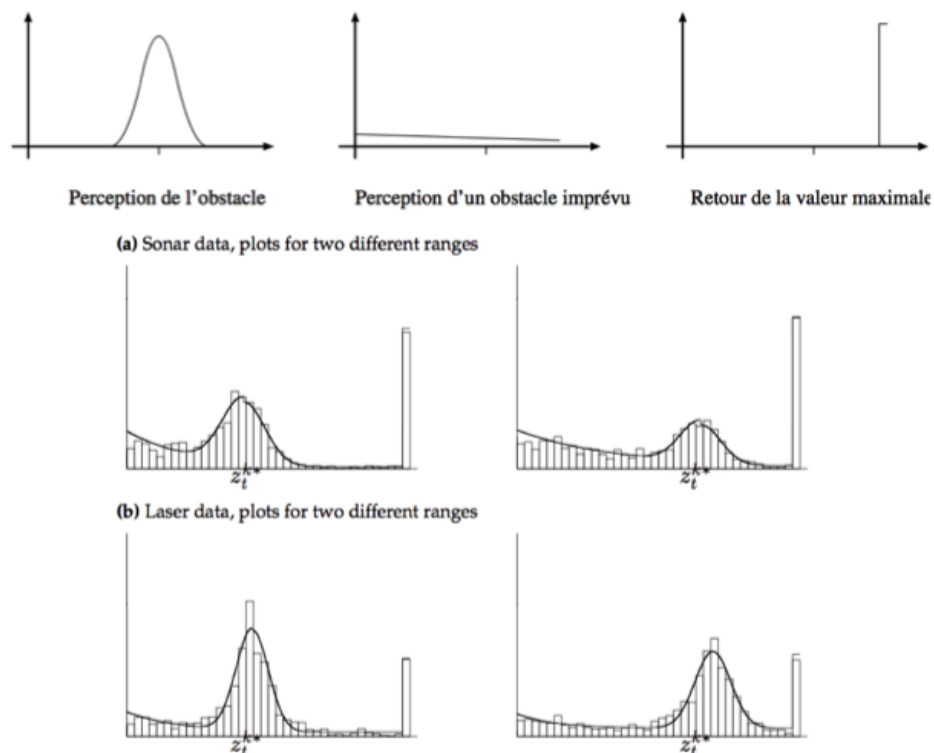 Perception de l'obstacle
Perception d'un obstacle imprévu
Retour de la valeur maximale
(a) Sonar data, plots for two different ranges
z_t^{k*}
z_t^{k*}
(b) Laser data, plots for two different ranges
z_t^{k*}
z_t^{k*}